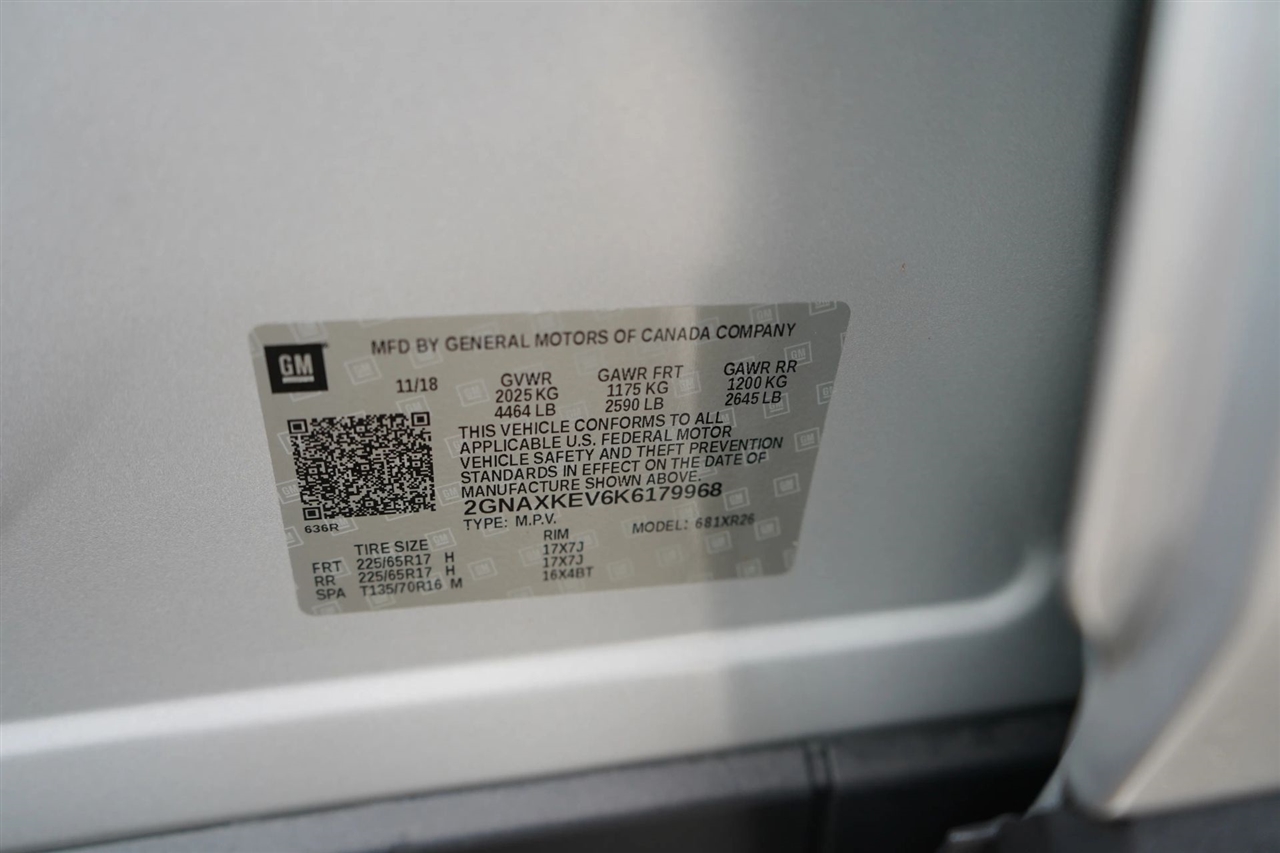 MFD BY GENERAL MOTORS OF CANADA COMPANY
GM
11/18 GVWR GAWR FRT GAWR RR
2025 KG 1175 KG 1200 KG
4464 LB 2590 LB 2645 LB
THIS VEHICLE CONFORMS TO ALL
APPLICABLE U.S. FEDERAL MOTOR
VEHICLE SAFETY AND THEFT PREVENTION
STANDARDS IN EFFECT ON THE DATE OF
MANUFACTURE SHOWN ABOVE.
2GNAXKEV6K6179968
636R
TYPE: M.P.V. MODEL: 681XR26
TIRE SIZE RIM
FRT 225/65R17 H 17X7J
RR 225/65R17 H 17X7J
SPA T135/70R16 M 16X4BT